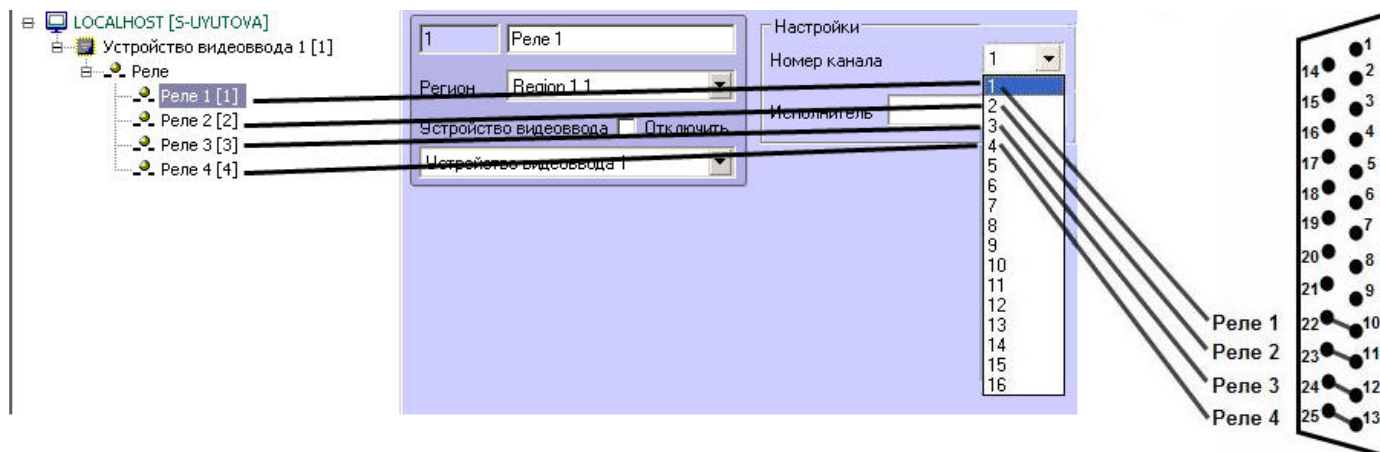 LOCALHOST [S-UYUTOVA]
Устройство видеоввода 1 [1]
Реле
Реле 1 [1]
Реле 2 [2]
Реле 3 [3]
Реле 4 [4]
1
Реле 1
Регион
Region 1.1
Устройство видеоввода
Отключить
Устройство видеоввода 1
Настройки
Номер канала
1
Исполнитель
1
2
3
4
5
6
7
8
9
10
11
12
13
14
15
16
Реле 1
Реле 2
Реле 3
Реле 4
1
14
2
15
3
16
4
17
5
18
6
19
7
20
8
21
9
22
10
23
11
24
12
25
13